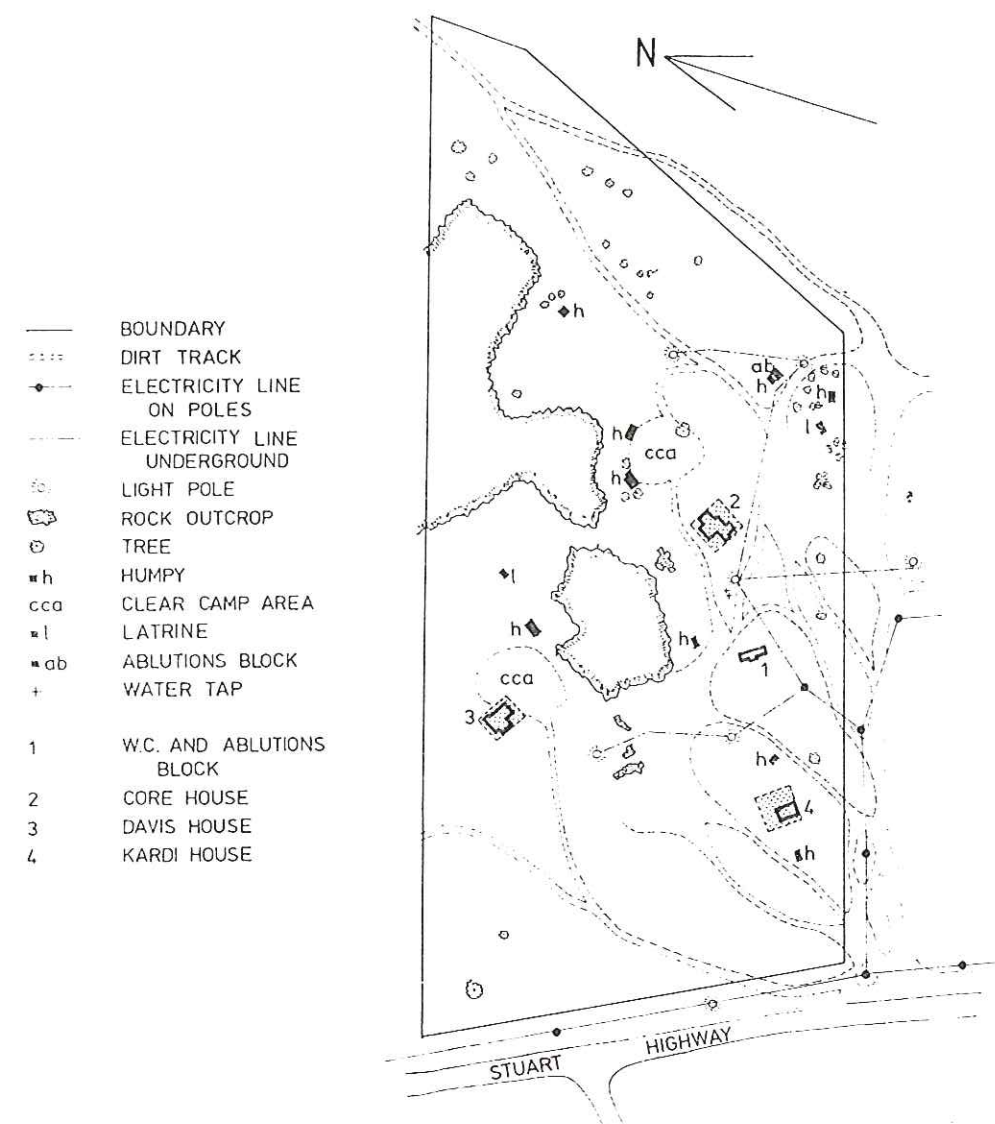 N
BOUNDARY
DIRT TRACK
ELECTRICITY LINE
ON POLES
ELECTRICITY LINE
UNDERGROUND
LIGHT POLE
ROCK OUTCROP
TREE
h HUMPY
cca CLEAR CAMP AREA
l LATRINE
ab ABLUTIONS BLOCK
+ WATER TAP
1 W.C. AND ABLUTIONS
BLOCK
2 CORE HOUSE
3 DAVIS HOUSE
4 KARDI HOUSE
h
ab
h
h
h
l
cca
h
2
l
h
h
1
cca
3
h
4
h
STUART HIGHWAY